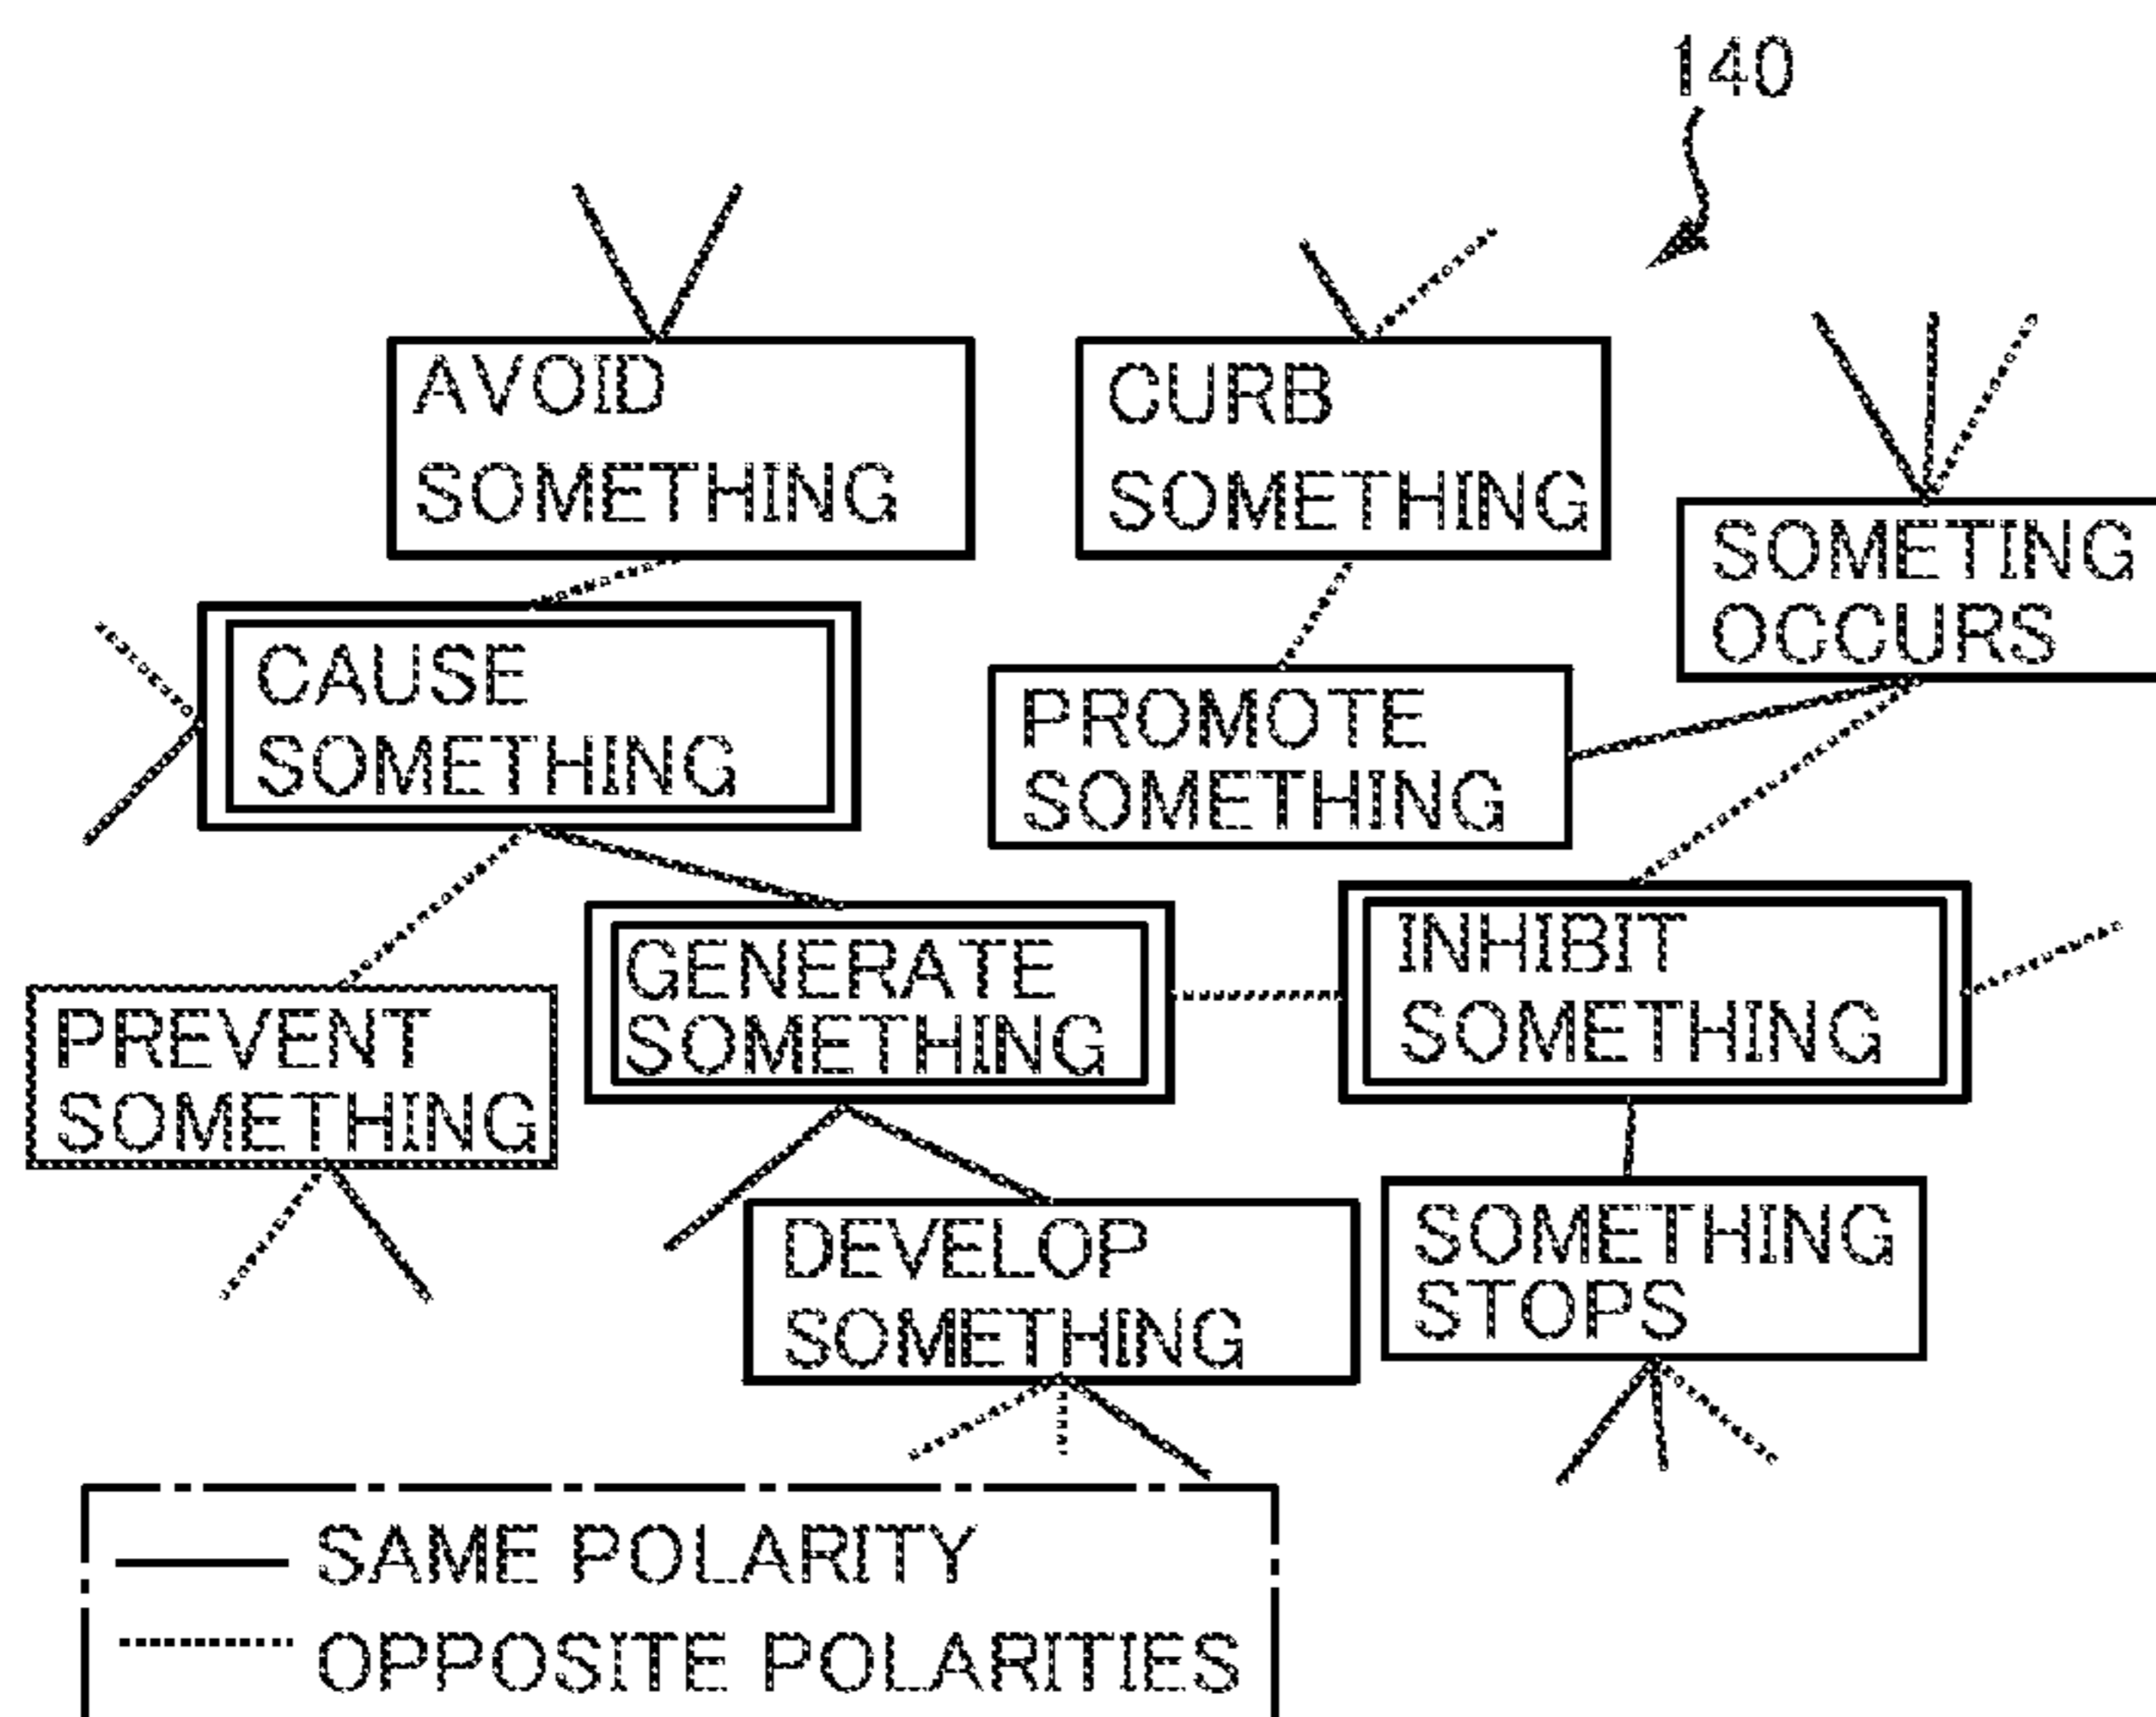 140
AVOID
SOMETHING
CURB
SOMETHING
SOMETING
OCCURS
CAUSE
SOMETHING
PROMOTE
SOMETHING
GENERATE
SOMETHING
INHIBIT
SOMETHING
PREVENT
SOMETHING
DEVELOP
SOMETHING
SOMETHING
STOPS
SAME POLARITY
OPPOSITE POLARITIES